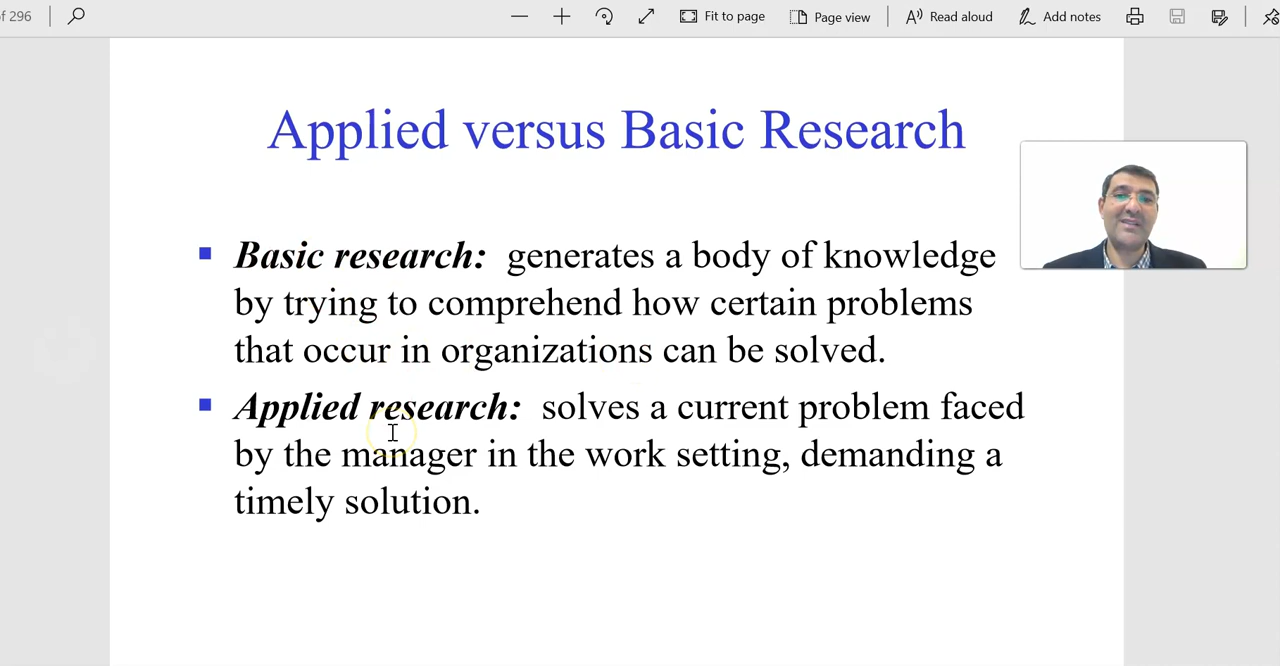 of 296
Fit to page
Page view
Read aloud
Add notes
Applied versus Basic Research
Basic research: generates a body of knowledge
by trying to comprehend how certain problems
that occur in organizations can be solved.
Applied research: solves a current problem faced
by the manager in the work setting, demanding a
timely solution.